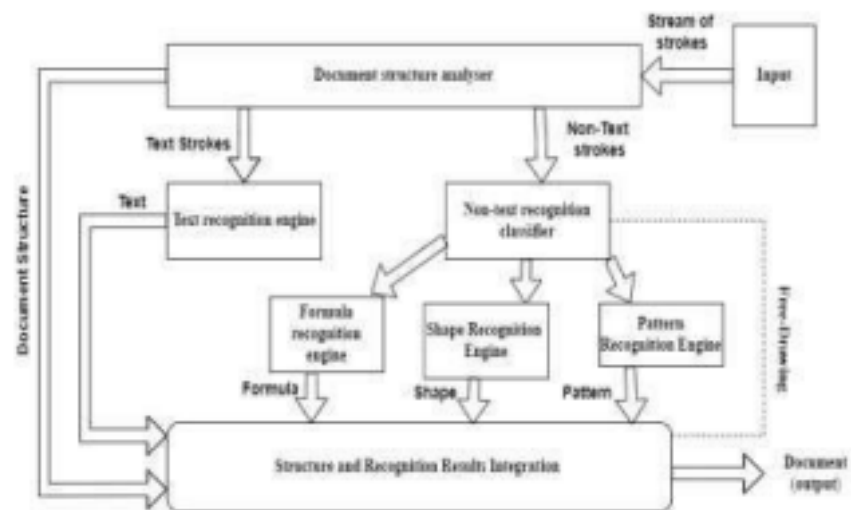 Stream of
strokes
Document structure analyser
Input
Text Strokes
Non-Text
strokes
Text
Text recognition engine
Non-text recognition
classifier
Document Structure
Free-Drawing
Formula
recognition
engine
Shape Recognition
Engine
Pattern
Recognition Engine
Formula
Shape
Pattern
Structure and Recognition Results Integration
Document
(output)